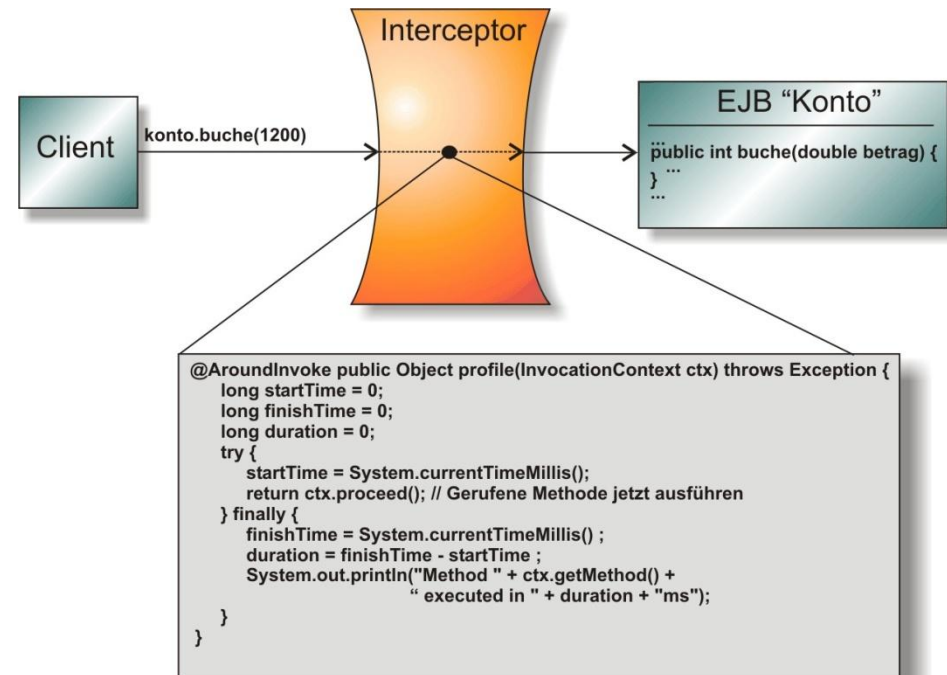 Interceptor
Client
konto.buche(1200)
EJB “Konto”
...
public int buche(double betrag) {
...
}
...
@AroundInvoke public Object profile(InvocationContext ctx) throws Exception {
long startTime = 0;
long finishTime = 0;
long duration = 0;
try {
startTime = System.currentTimeMillis();
return ctx.proceed(); // Gerufene Methode jetzt ausführen
} finally {
finishTime = System.currentTimeMillis() ;
duration = finishTime - startTime ;
System.out.println("Method " + ctx.getMethod() +
“ executed in " + duration + "ms");
}
}